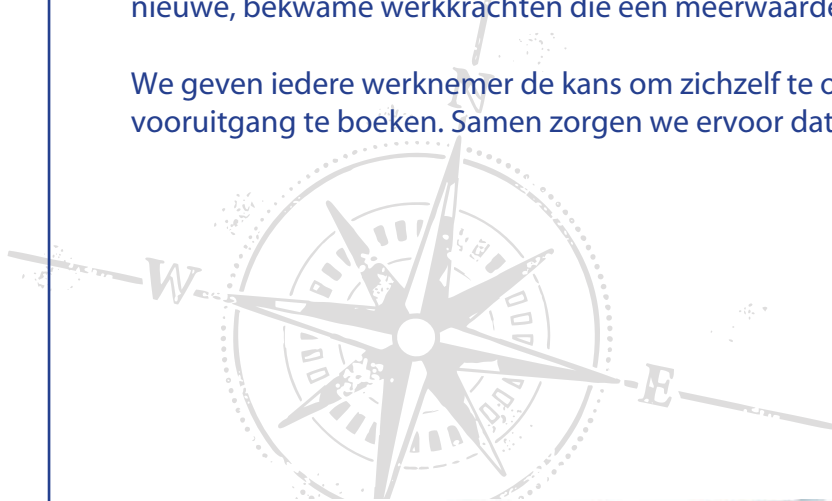 nieuwe, bekwame werkkrachten die een meerwaarde
We geven iedere werknemer de kans om zichzelf te
vooruitgang te boeken. Samen zorgen we ervoor dat
N
W
E